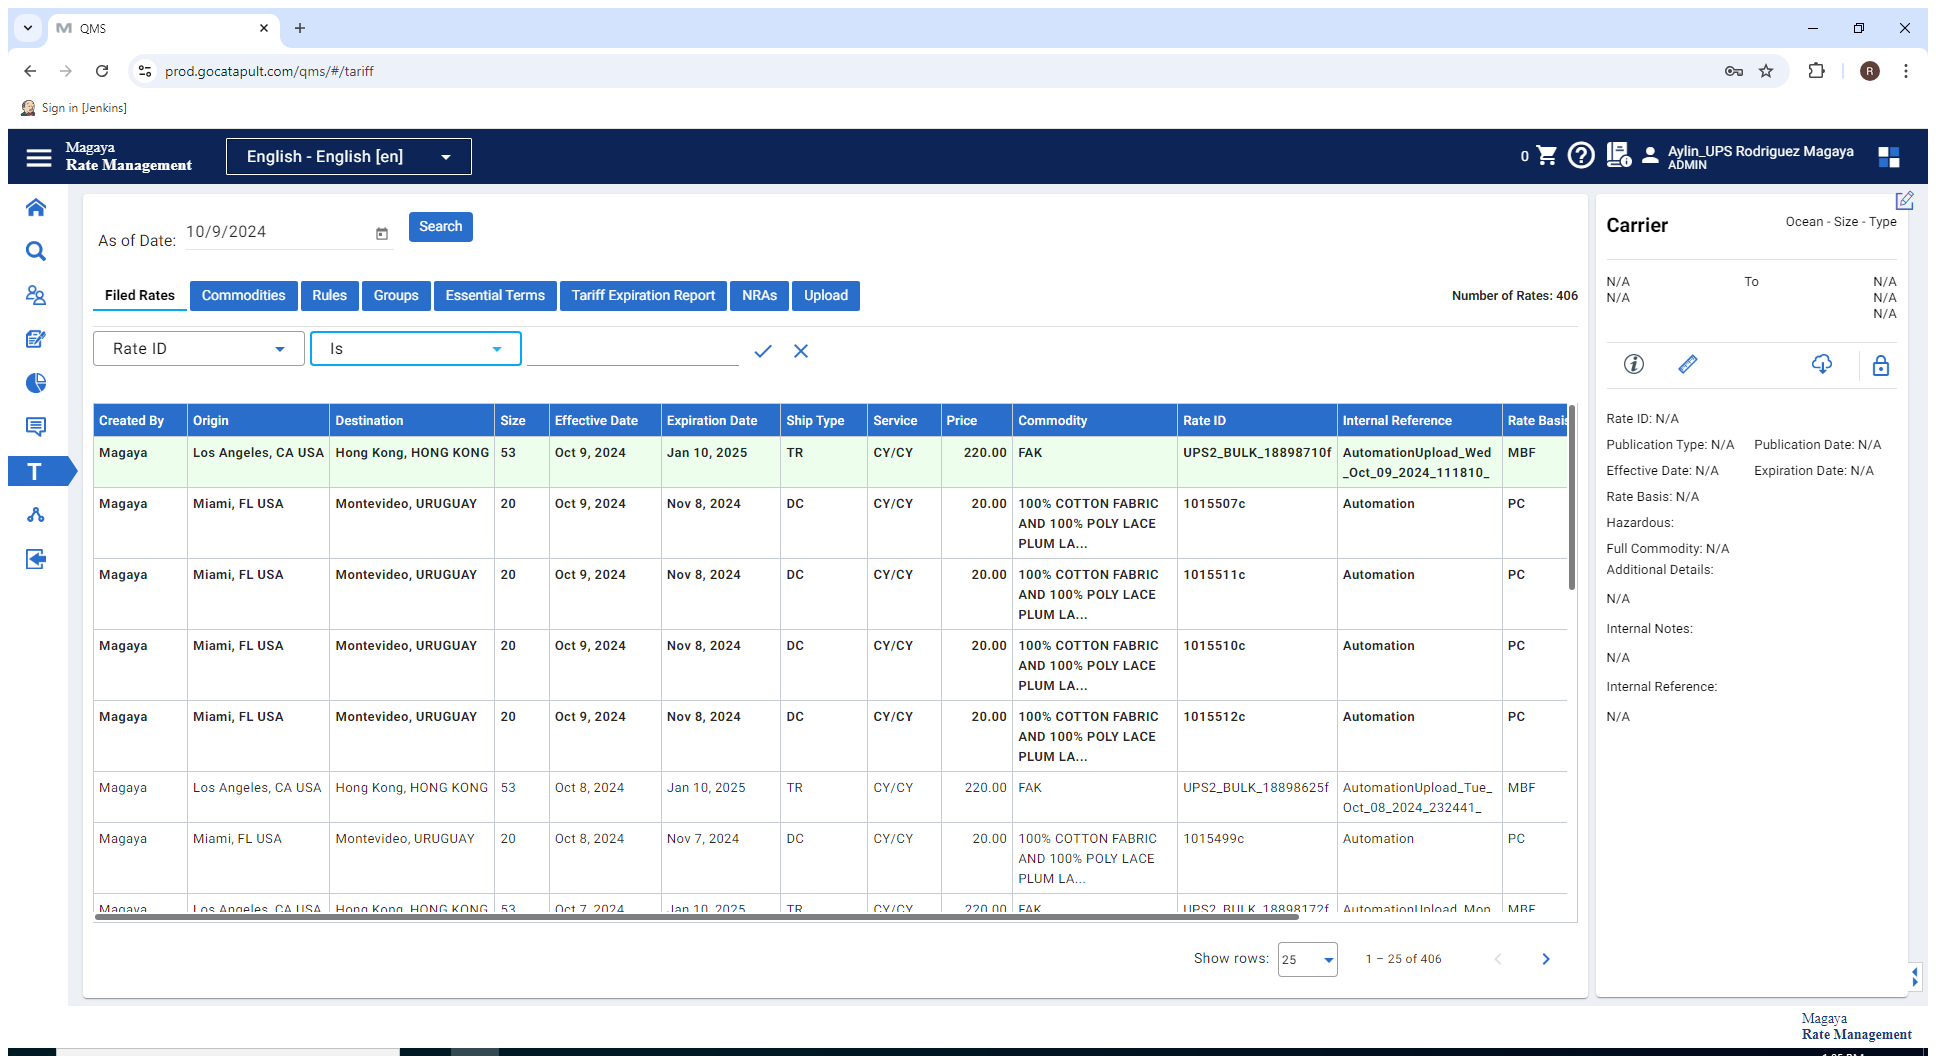 QMS
prod.gocatapult.com/qms/#/tariff
R
Sign in [Jenkins]
Magaya
Rate Management
English - English [en]
0
Aylin_UPS Rodriguez Magaya
ADMIN
As of Date: 10/9/2024 Search
Filed Rates Commodities Rules Groups Essential Terms Tariff Expiration Report NRAs Upload
Number of Rates: 406
Rate ID Is
Created By Origin Destination Size Effective Date Expiration Date Ship Type Service Price Commodity Rate ID Internal Reference Rate Basis
Magaya Los Angeles, CA USA Hong Kong, HONG KONG 53 Oct 9, 2024 Jan 10, 2025 TR CY/CY 220.00 FAK UPS2_BULK_18898710f AutomationUpload_Wed MBF
_Oct_09_2024_111810_
Magaya Miami, FL USA Montevideo, URUGUAY 20 Oct 9, 2024 Nov 8, 2024 DC CY/CY 20.00 100% COTTON FABRIC 1015507c Automation PC
AND 100% POLY LACE
PLUM LA...
Magaya Miami, FL USA Montevideo, URUGUAY 20 Oct 9, 2024 Nov 8, 2024 DC CY/CY 20.00 100% COTTON FABRIC 1015511c Automation PC
AND 100% POLY LACE
PLUM LA...
Magaya Miami, FL USA Montevideo, URUGUAY 20 Oct 9, 2024 Nov 8, 2024 DC CY/CY 20.00 100% COTTON FABRIC 1015510c Automation PC
AND 100% POLY LACE
PLUM LA...
Magaya Miami, FL USA Montevideo, URUGUAY 20 Oct 9, 2024 Nov 8, 2024 DC CY/CY 20.00 100% COTTON FABRIC 1015512c Automation PC
AND 100% POLY LACE
PLUM LA...
Magaya Los Angeles, CA USA Hong Kong, HONG KONG 53 Oct 8, 2024 Jan 10, 2025 TR CY/CY 220.00 FAK UPS2_BULK_18898625f AutomationUpload_Tue_ MBF
Oct_08_2024_232441_
Magaya Miami, FL USA Montevideo, URUGUAY 20 Oct 8, 2024 Nov 7, 2024 DC CY/CY 20.00 100% COTTON FABRIC 1015499c Automation PC
AND 100% POLY LACE
PLUM LA...
Magaya Los Angeles, CA USA Hong Kong, HONG KONG 53 Oct 7, 2024 Jan 10, 2025 TR CY/CY 220.00 FAK UPS2_BULK_18898172f AutomationUpload_Mon MBF
Show rows: 25 1 – 25 of 406
Carrier Ocean - Size - Type
N/A To N/A
N/A N/A
N/A
Rate ID: N/A
Publication Type: N/A Publication Date: N/A
Effective Date: N/A Expiration Date: N/A
Rate Basis: N/A
Hazardous:
Full Commodity: N/A
Additional Details:
N/A
Internal Notes:
N/A
Internal Reference:
N/A
T
Magaya
Rate Management